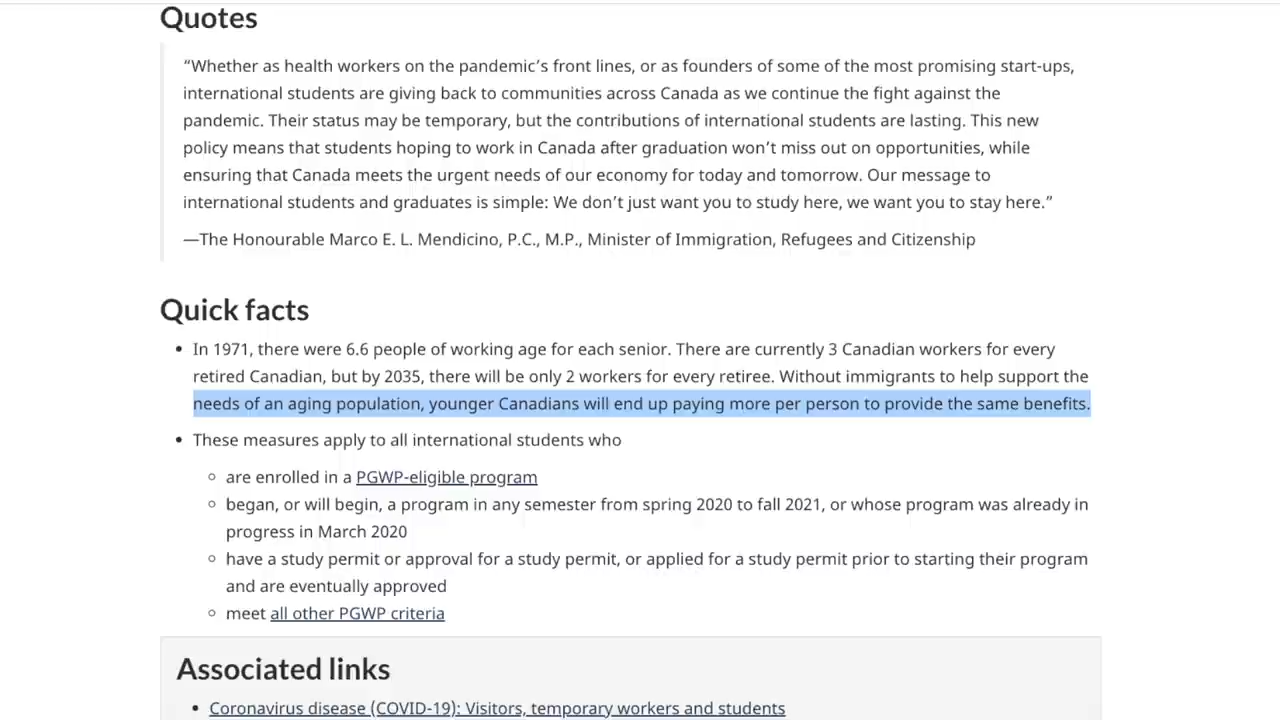 Quotes
“Whether as health workers on the pandemic’s front lines, or as founders of some of the most promising start-ups,
international students are giving back to communities across Canada as we continue the fight against the
pandemic. Their status may be temporary, but the contributions of international students are lasting. This new
policy means that students hoping to work in Canada after graduation won’t miss out on opportunities, while
ensuring that Canada meets the urgent needs of our economy for today and tomorrow. Our message to
international students and graduates is simple: We don’t just want you to study here, we want you to stay here.”
—The Honourable Marco E. L. Mendicino, P.C., M.P., Minister of Immigration, Refugees and Citizenship
Quick facts
• In 1971, there were 6.6 people of working age for each senior. There are currently 3 Canadian workers for every
retired Canadian, but by 2035, there will be only 2 workers for every retiree. Without immigrants to help support the
needs of an aging population, younger Canadians will end up paying more per person to provide the same benefits.
• These measures apply to all international students who
◦ are enrolled in a PGWP-eligible program
◦ began, or will begin, a program in any semester from spring 2020 to fall 2021, or whose program was already in
progress in March 2020
◦ have a study permit or approval for a study permit, or applied for a study permit prior to starting their program
and are eventually approved
◦ meet all other PGWP criteria
Associated links
• Coronavirus disease (COVID-19): Visitors, temporary workers and students